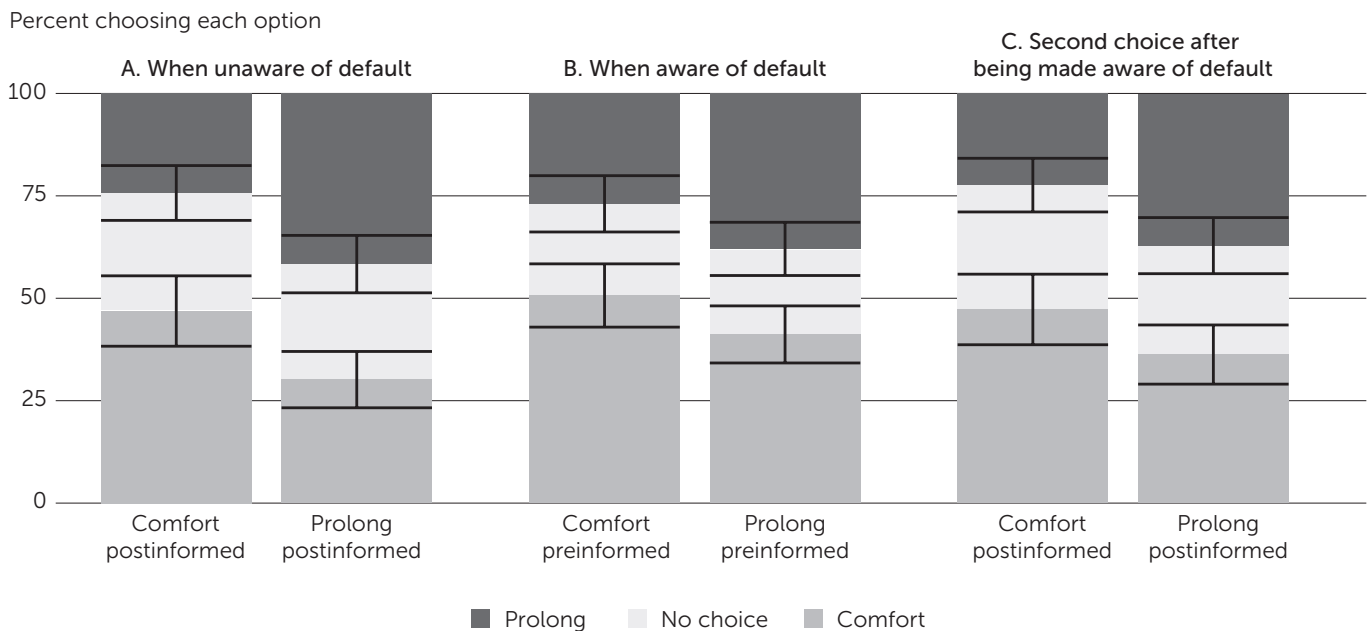 Percent choosing each option
A. When unaware of default
B. When aware of default
C. Second choice after
being made aware of default
100
75
50
25
0
Comfort
postinformed
Prolong
postinformed
Comfort
preinformed
Prolong
preinformed
Comfort
postinformed
Prolong
postinformed
Prolong
No choice
Comfort